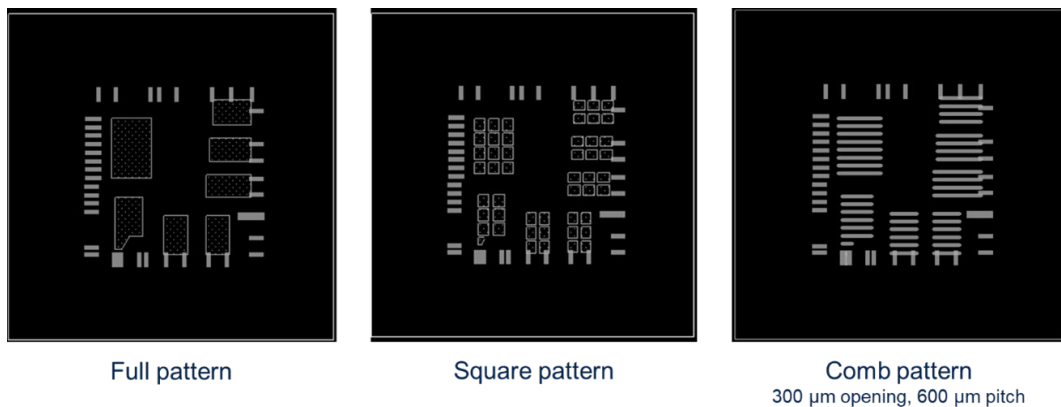 Full pattern
Square pattern
Comb pattern
300 µm opening, 600 µm pitch